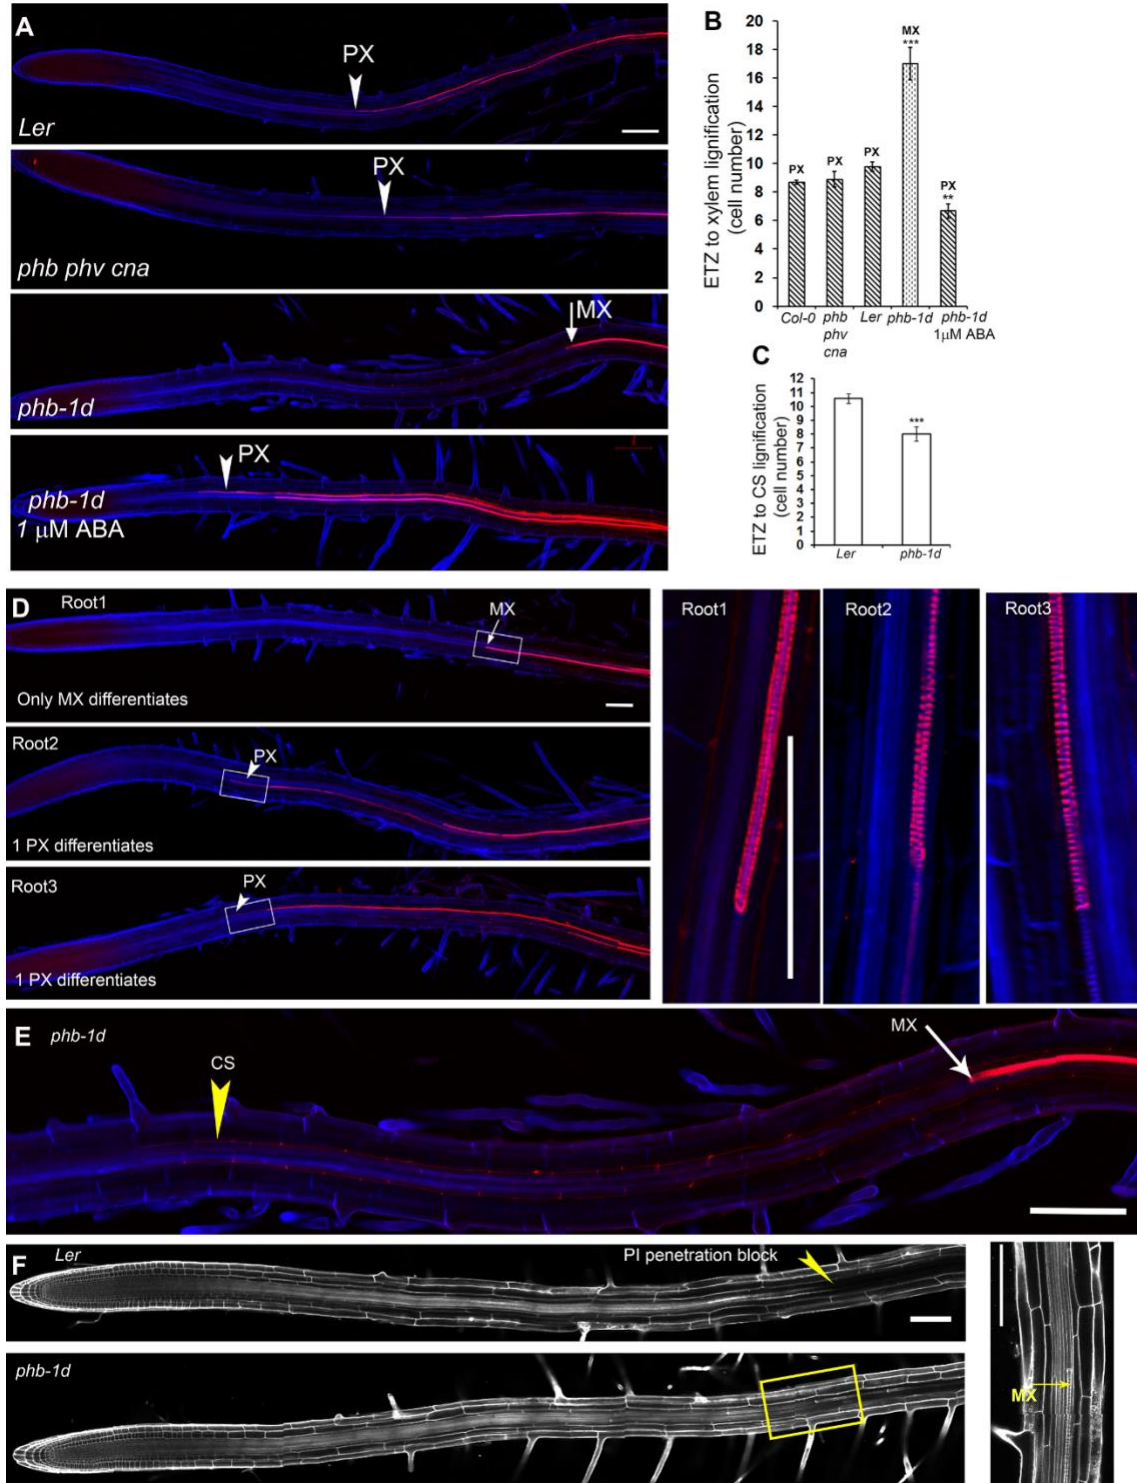 A
PX
Ler
PX
phb phv cna
MX
phb-1d
PX
phb-1d
1 µM ABA
B
ETZ to xylem lignification
(cell number)
20
18
16
14
12
10
8
6
4
2
0
PX
PX
PX
MX
***
PX
**
Col-0
phb
phv
cna
Ler
phb-1d
phb-1d
1µM ABA
C
ETZ to CS lignification
(cell number)
12
11
10
9
8
7
6
5
4
3
2
1
0
***
Ler
phb-1d
D
Root1
MX
Only MX differentiates
Root2
PX
1 PX differentiates
Root3
PX
1 PX differentiates
Root1
Root2
Root3
E
phb-1d
CS
MX
F
Ler
PI penetration block
phb-1d
MX